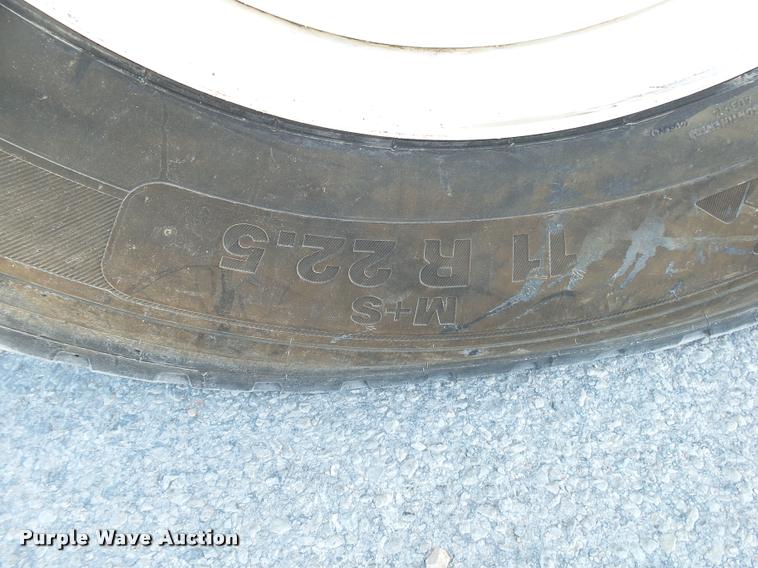 11 R 22.5
M+S
Purple Wave Auction